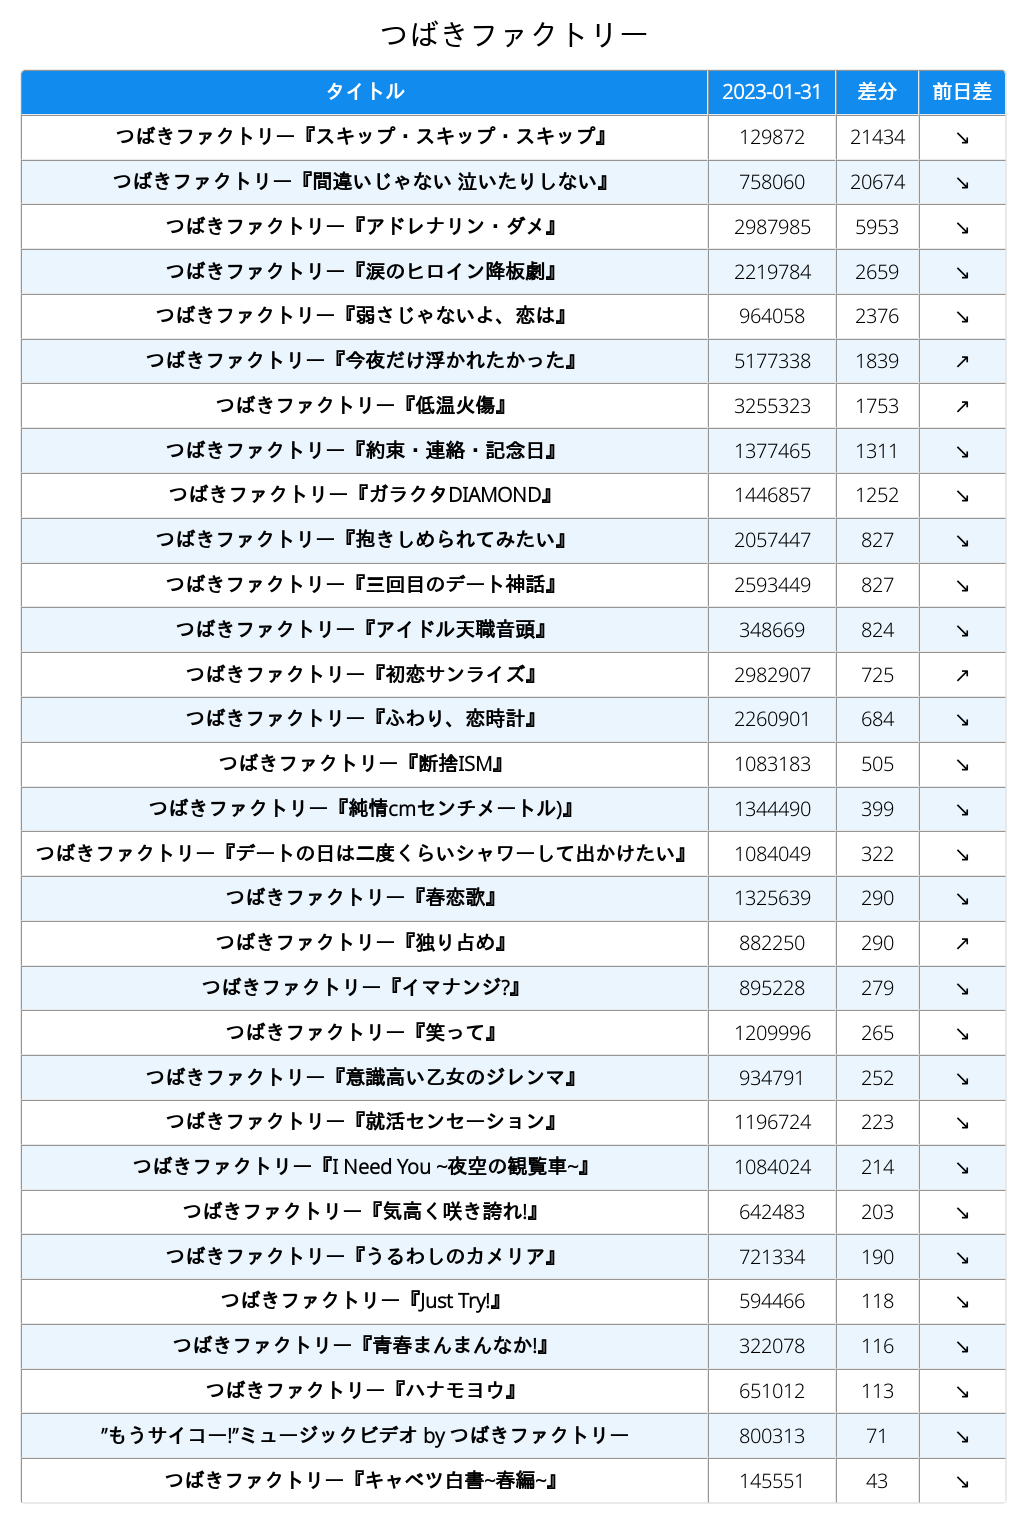 つばきファクトリー
タイトル 2023-01-31 差分 前日差
つばきファクトリー『スキップ・スキップ・スキップ』 129872 21434 ↘
つばきファクトリー『間違いじゃない 泣いたりしない』 758060 20674 ↘
つばきファクトリー『アドレナリン・ダメ』 2987985 5953 ↘
つばきファクトリー『涙のヒロイン降板劇』 2219784 2659 ↘
つばきファクトリー『弱さじゃないよ、恋は』 964058 2376 ↘
つばきファクトリー『今夜だけ浮かれたかった』 5177338 1839 ↗
つばきファクトリー『低温火傷』 3255323 1753 ↗
つばきファクトリー『約束・連絡・記念日』 1377465 1311 ↘
つばきファクトリー『ガラクタDIAMOND』 1446857 1252 ↘
つばきファクトリー『抱きしめられてみたい』 2057447 827 ↘
つばきファクトリー『三回目のデート神話』 2593449 827 ↘
つばきファクトリー『アイドル天職音頭』 348669 824 ↘
つばきファクトリー『初恋サンライズ』 2982907 725 ↗
つばきファクトリー『ふわり、恋時計』 2260901 684 ↘
つばきファクトリー『断捨ISM』 1083183 505 ↘
つばきファクトリー『純情cmセンチメートル)』 1344490 399 ↘
つばきファクトリー『デートの日は二度くらいシャワーして出かけたい』 1084049 322 ↘
つばきファクトリー『春恋歌』 1325639 290 ↘
つばきファクトリー『独り占め』 882250 290 ↗
つばきファクトリー『イマナンジ?』 895228 279 ↘
つばきファクトリー『笑って』 1209996 265 ↘
つばきファクトリー『意識高い乙女のジレンマ』 934791 252 ↘
つばきファクトリー『就活センセーション』 1196724 223 ↘
つばきファクトリー『I Need You ~夜空の観覧車~』 1084024 214 ↘
つばきファクトリー『気高く咲き誇れ!』 642483 203 ↘
つばきファクトリー『うるわしのカメリア』 721334 190 ↘
つばきファクトリー『Just Try!』 594466 118 ↘
つばきファクトリー『青春まんまんなか!』 322078 116 ↘
つばきファクトリー『ハナモヨウ』 651012 113 ↘
”もうサイコー!”ミュージックビデオ by つばきファクトリー 800313 71 ↘
つばきファクトリー『キャベツ白書~春編~』 145551 43 ↘